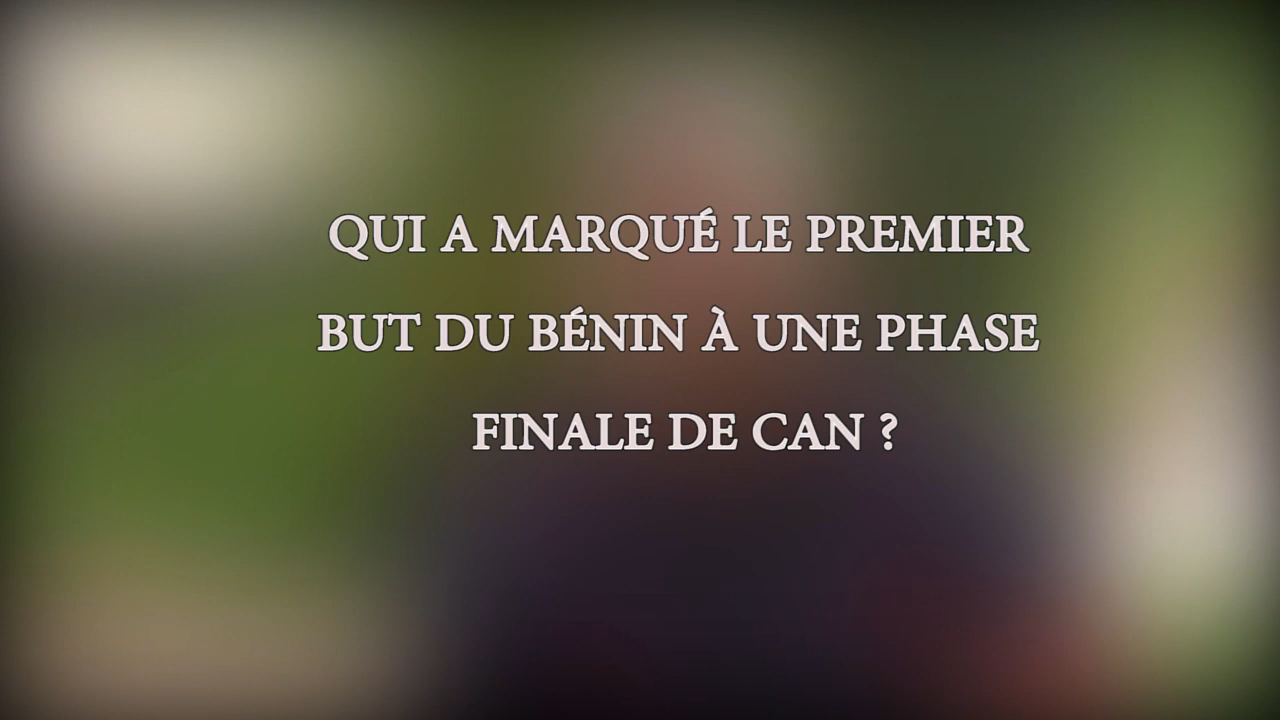 QUI A MARQUÉ LE PREMIER
BUT DU BÉNIN À UNE PHASE
FINALE DE CAN ?